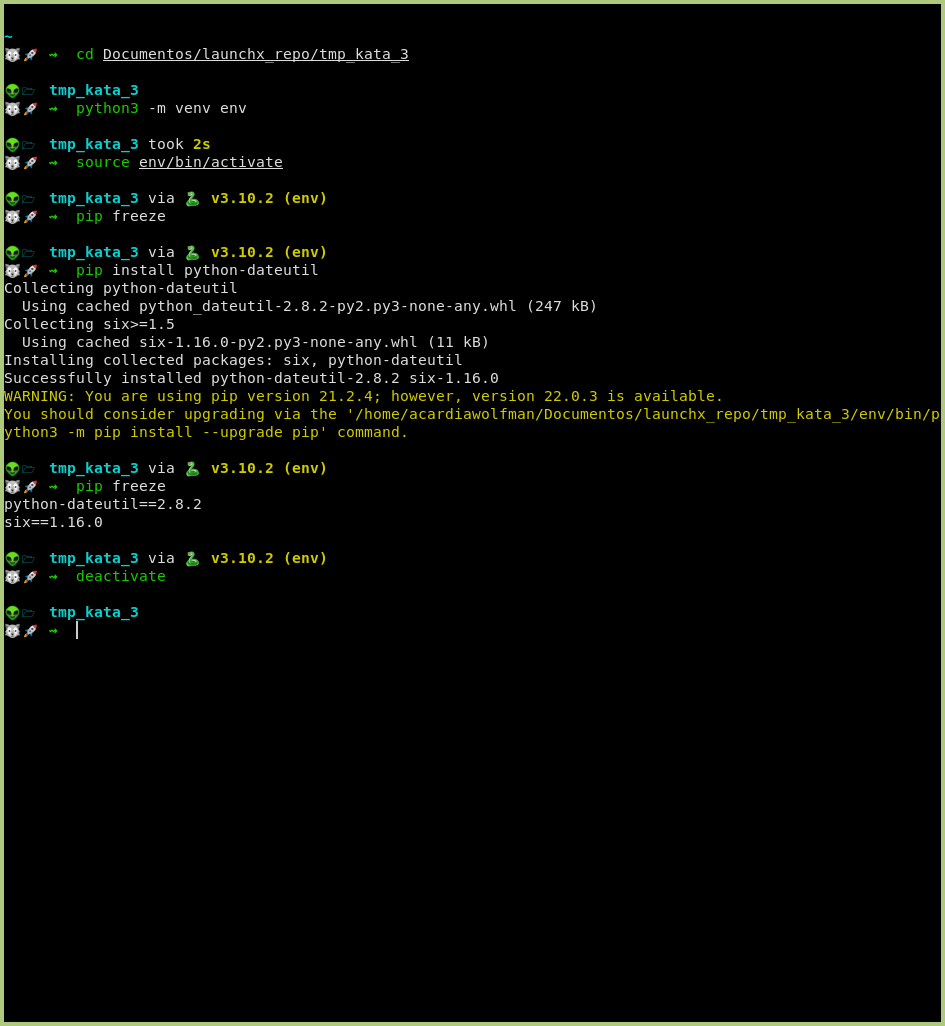 ~
🐺🚀 ⇝  cd Documentos/launchx_repo/tmp_kata_3

👽🗁  tmp_kata_3
🐺🚀 ⇝  python3 -m venv env

👽🗁  tmp_kata_3 took 2s
🐺🚀 ⇝  source env/bin/activate

👽🗁  tmp_kata_3 via 🐍 v3.10.2 (env)
🐺🚀 ⇝  pip freeze

👽🗁  tmp_kata_3 via 🐍 v3.10.2 (env)
🐺🚀 ⇝  pip install python-dateutil
Collecting python-dateutil
  Using cached python_dateutil-2.8.2-py2.py3-none-any.whl (247 kB)
Collecting six>=1.5
  Using cached six-1.16.0-py2.py3-none-any.whl (11 kB)
Installing collected packages: six, python-dateutil
Successfully installed python-dateutil-2.8.2 six-1.16.0
WARNING: You are using pip version 21.2.4; however, version 22.0.3 is available.
You should consider upgrading via the '/home/acardiawolfman/Documentos/launchx_repo/tmp_kata_3/env/bin/p
ython3 -m pip install --upgrade pip' command.

👽🗁  tmp_kata_3 via 🐍 v3.10.2 (env)
🐺🚀 ⇝  pip freeze
python-dateutil==2.8.2
six==1.16.0

👽🗁  tmp_kata_3 via 🐍 v3.10.2 (env)
🐺🚀 ⇝  deactivate

👽🗁  tmp_kata_3
🐺🚀 ⇝